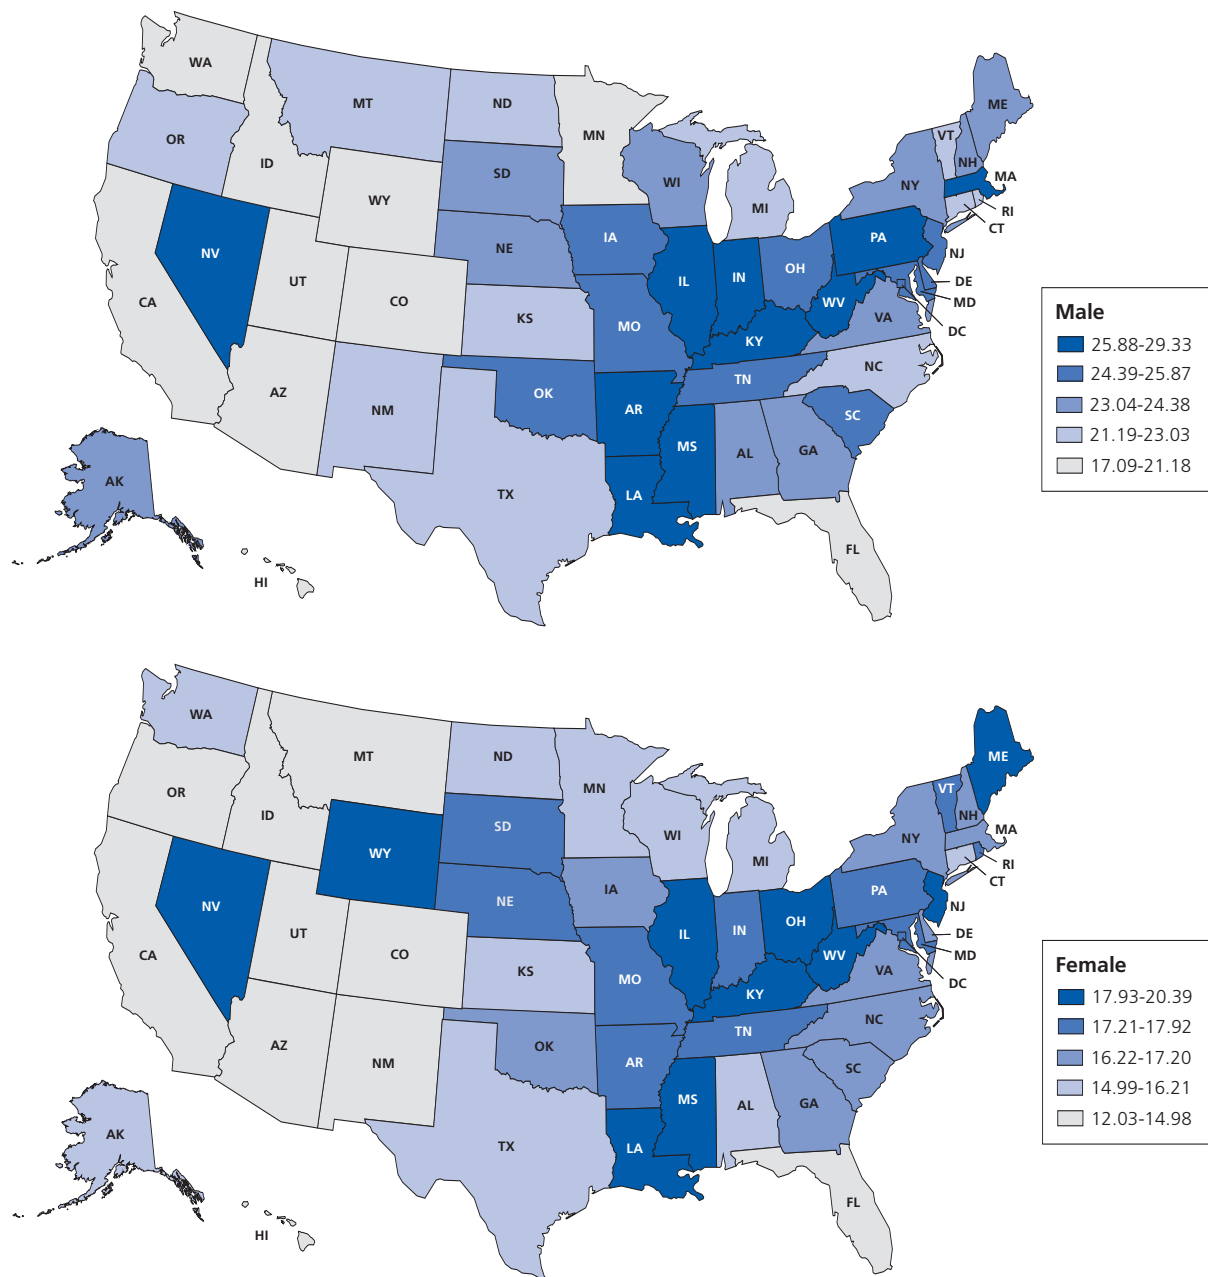 WA
MT
ND
MN
ME
OR
ID
SD
WI
VT
NH
NY
MA
MI
RI
CT
WY
IA
PA
NV
NE
OH
NJ
IL
IN
UT
DE
CA
CO
WV
MD
KS
MO
VA
DC
KY
NC
TN
AZ
NM
OK
AR
SC
MS
AL
GA
AK
LA
TX
FL
HI
Male
25.88-29.33
24.39-25.87
23.04-24.38
21.19-23.03
17.09-21.18
WA
MT
ND
MN
ME
OR
ID
SD
WI
VT
NH
NY
MA
MI
RI
CT
WY
IA
PA
NV
NE
OH
NJ
IL
IN
UT
DE
CA
CO
WV
MD
KS
MO
VA
DC
KY
NC
TN
AZ
NM
OK
AR
SC
MS
AL
GA
AK
LA
TX
FL
HI
Female
17.93-20.39
17.21-17.92
16.22-17.20
14.99-16.21
12.03-14.98